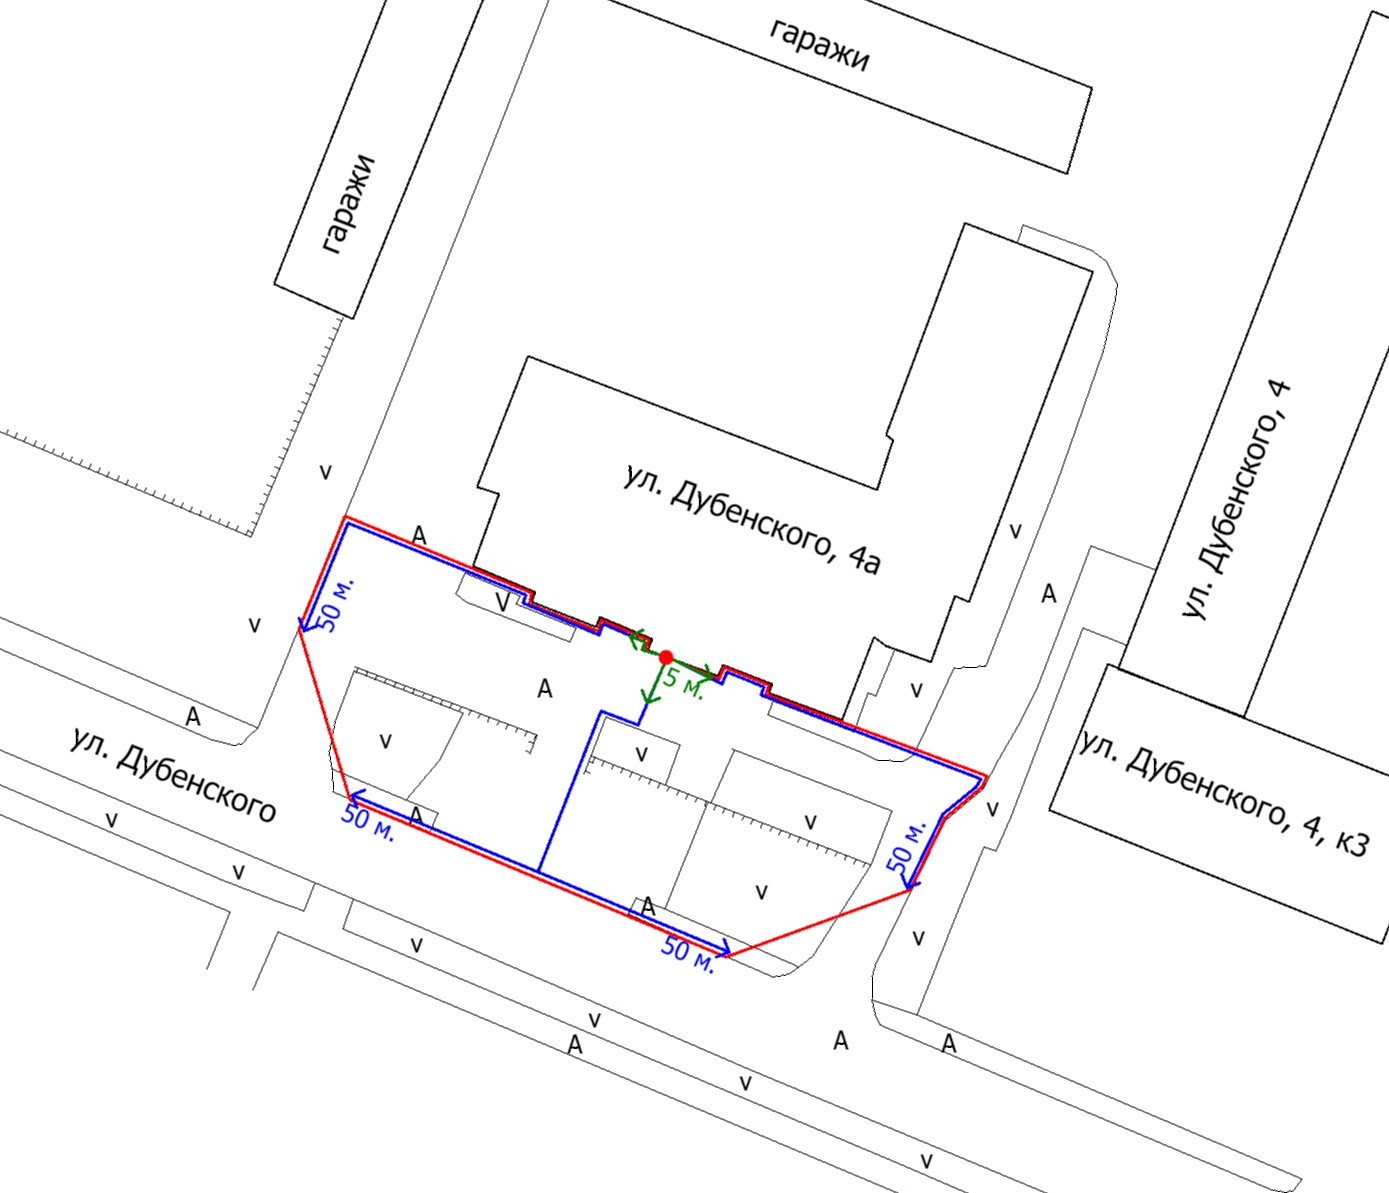 гаражи
гаражи
ул. Дубенского, 4
v
ул. Дубенского, 4а
v
A
A
50 м.
V
v
5 м.
v
A
A
ул. Дубенского
v
v
ул. Дубенского, 4, к3
v
50 м.
A
v
v
50 м.
v
v
A
v
50 м.
v
v
A
A
A
v
v